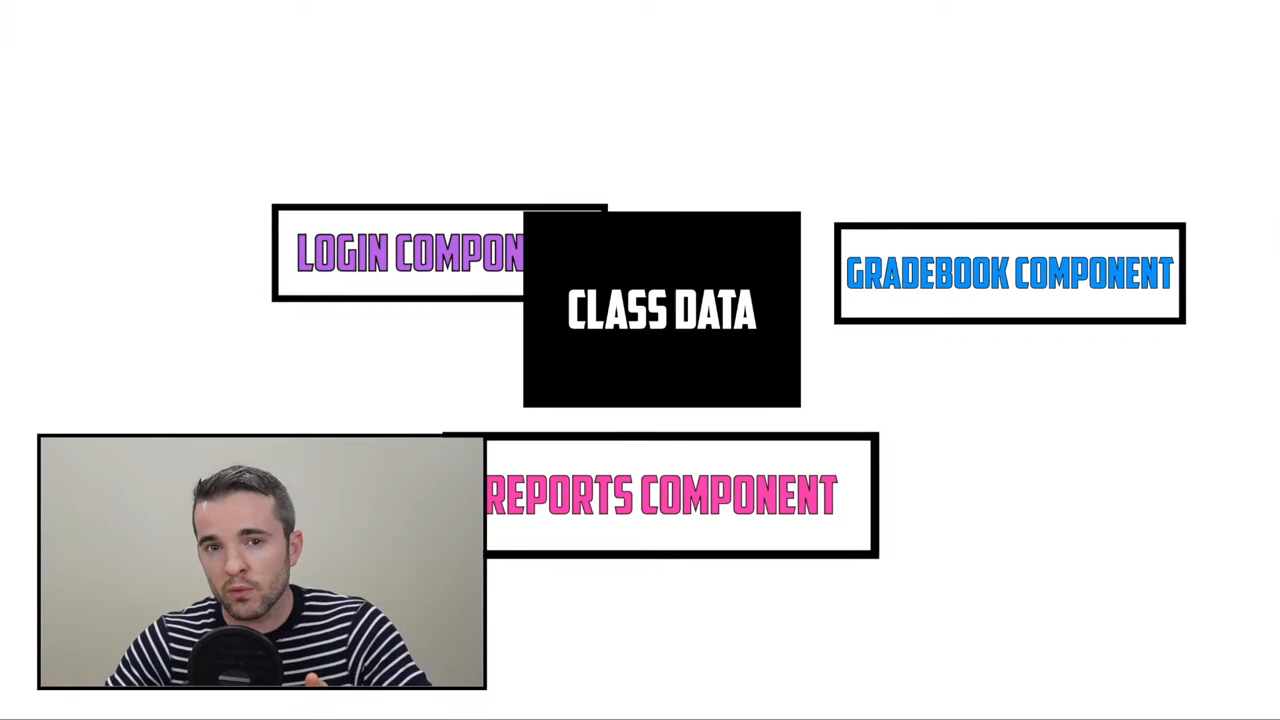 LOGIN COMPON
CLASS DATA
GRADEBOOK COMPONENT
REPORTS COMPONENT